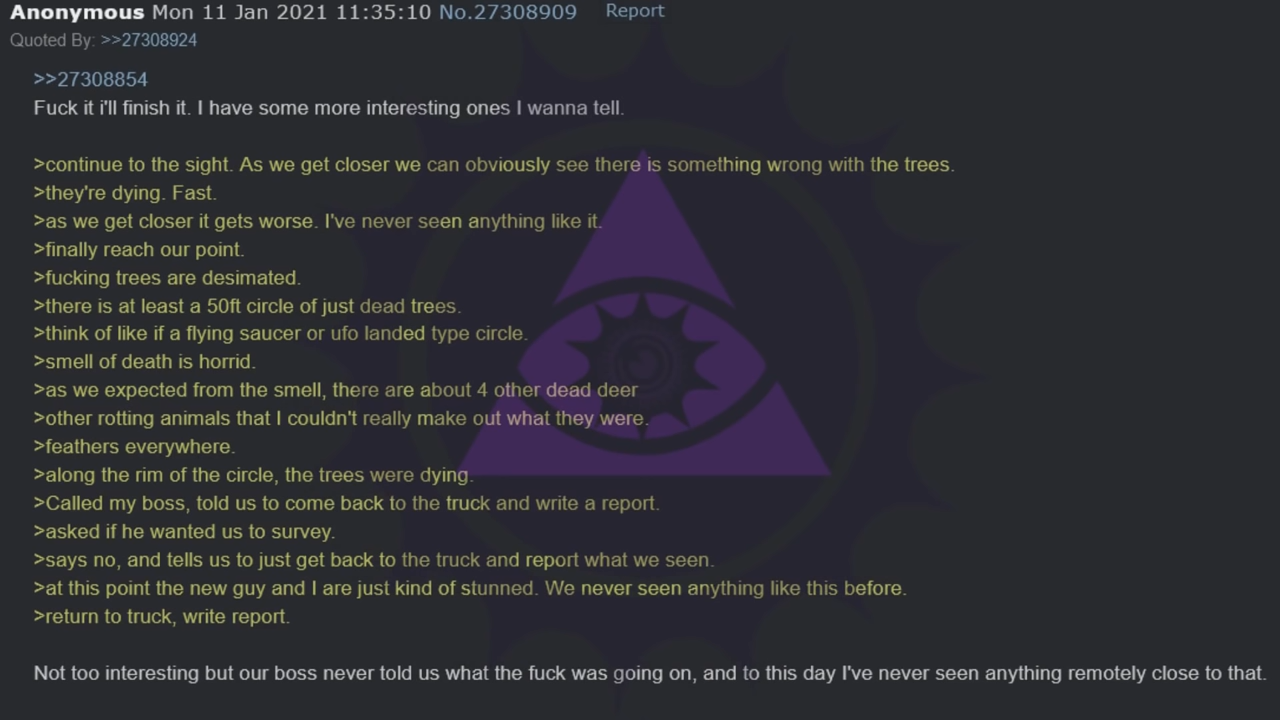 Anonymous Mon 11 Jan 2021 11:35:10 No.27308909 Report
Quoted By: >>27308924
>>27308854
Fuck it i'll finish it. I have some more interesting ones I wanna tell.
>continue to the sight. As we get closer we can obviously see there is something wrong with the trees.
>they're dying. Fast.
>as we get closer it gets worse. I've never seen anything like it.
>finally reach our point.
>fucking trees are desimated.
>there is at least a 50ft circle of just dead trees.
>think of like if a flying saucer or ufo landed type circle.
>smell of death is horrid.
>as we expected from the smell, there are about 4 other dead deer
>other rotting animals that I couldn't really make out what they were.
>feathers everywhere.
>along the rim of the circle, the trees were dying.
>Called my boss, told us to come back to the truck and write a report.
>asked if he wanted us to survey.
>says no, and tells us to just get back to the truck and report what we seen.
>at this point the new guy and I are just kind of stunned. We never seen anything like this before.
>return to truck, write report.
Not too interesting but our boss never told us what the fuck was going on, and to this day I've never seen anything remotely close to that.